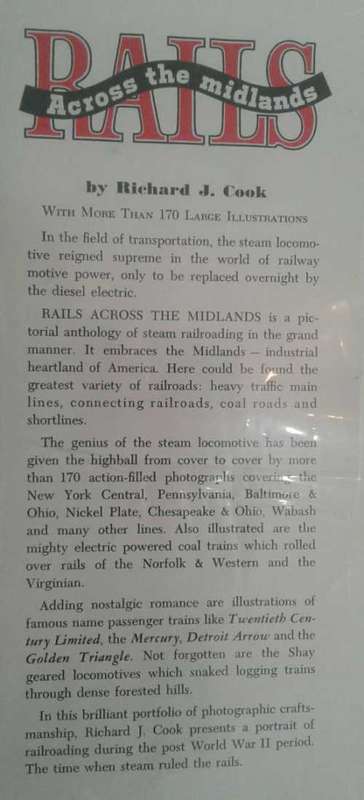 RAILS
Across the midlands
by Richard J. Cook
WITH MORE THAN 170 LARGE ILLUSTRATIONS
In the field of transportation, the steam locomo-
tive reigned supreme in the world of railway
motive power, only to be replaced overnight by
the diesel electric.
RAILS ACROSS THE MIDLANDS is a pic-
torial anthology of steam railroading in the grand
manner. It embraces the Midlands — industrial
heartland of America. Here could be found the
greatest variety of railroads: heavy traffic main
lines, connecting railroads, coal roads and
shortlines.
The genius of the steam locomotive has been
given the highball from cover to cover by more
than 170 action-filled photographs covering the
New York Central, Pennsylvania, Baltimore &
Ohio, Nickel Plate, Chesapeake & Ohio, Wabash
and many other lines. Also illustrated are the
mighty electric powered coal trains which rolled
over rails of the Norfolk & Western and the
Virginian.
Adding nostalgic romance are illustrations of
famous name passenger trains like Twentieth Cen-
tury Limited, the Mercury, Detroit Arrow and the
Golden Triangle. Not forgotten are the Shay
geared locomotives which snaked logging trains
through dense forested hills.
In this brilliant portfolio of photographic crafts-
manship, Richard J. Cook presents a portrait of
railroading during the post World War II period.
The time when steam ruled the rails.